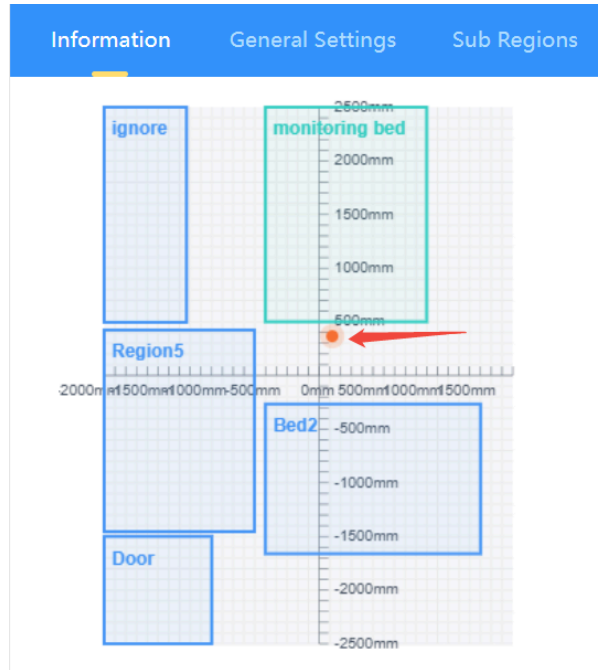 Information General Settings Sub Regions
2500mm
ignore monitoring bed
2000mm
1500mm
1000mm
500mm
Region5
-2000mm -1500mm -1000mm -500mm 0mm 500mm 1000mm 1500mm
Bed2 -500mm
-1000mm
-1500mm
Door
-2000mm
-2500mm